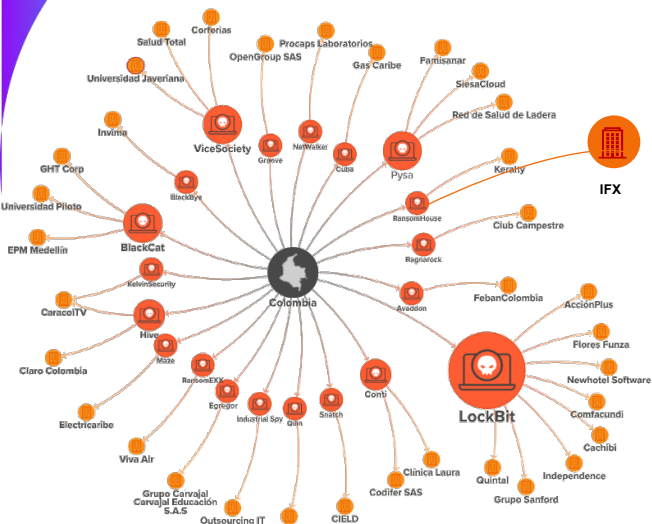 Corferias
Salud Total
OpenGroup SAS
Procaps Laboratorios
Gas Caribe
Famisanar
SiesaCloud
Universidad Javeriana
Red de Salud de Ladera
Invima
ViceSociety
Groove
NetWalker
Cuba
Pysa
Kerahy
IFX
GHT Corp
BlackBye
RansomHouse
Universidad Piloto
Club Campestre
BlackCat
EPM Medellín
Ragnarock
KelvinSecurity
Colombia
Avaddon
FebanColombia
AcciónPlus
CaracolTV
Hive
Maze
Flores Funza
Claro Colombia
RansomEXX
Newhotel Software
Egregor
Industrial Spy
Quin
Snatch
Conti
LockBit
Comfacundi
Electricaribe
Cachibi
Viva Air
Clínica Laura
Quintal
Independence
Grupo Carvajal
Carvajal Educación
S.A.S
Codifer SAS
Grupo Sanford
Outsourcing IT
CIELD